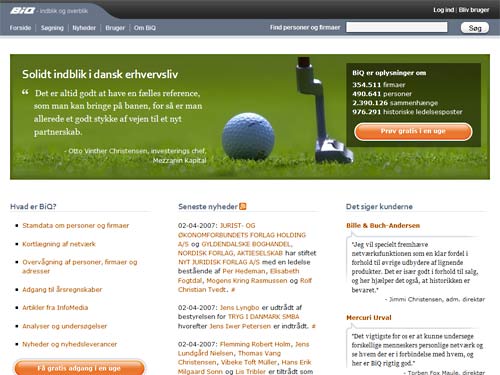 BiQ - indblik og overblik
Log ind | Bliv bruger
Forside | Søgning | Nyheder | Bruger | Om BiQ
Find personer og firmaer
Søg
Solidt indblik i dansk erhvervsliv
“ Det er altid godt at have en fælles reference,
som man kan bringe på banen, for så er man
allerede et godt stykke af vejen til et nyt
partnerskab.
- Otto Vinther Christensen, investerings chef,
Mezzanin Kapital
BiQ er oplysninger om
354.511 firmaer
490.641 personer
2.390.126 sammenhænge
976.291 historiske ledelsesposter
Prøv gratis i en uge
Hvad er BiQ?
Stamdata om personer og firmaer
Kortlægning af netværk
Overvågning af personer, firmaer og
adresser
Adgang til årsregnskaber
Artikler fra InfoMedia
Analyser og undersøgelser
Nyheder og nyhedsleverancer
Få gratis adgang i en uge
Seneste nyheder
02-04-2007: JURIST- OG
ØKONOMFORBUNDETS FORLAG HOLDING
A/S og GYLDENDALSKE BOGHANDEL,
NORDISK FORLAG, AKTIESELSKAB har stiftet
NYT JURIDISK FORLAG A/S med en ledelse
bestående af Per Hedeman, Elisabeth
Fogtdal, Mogens Kring Rasmussen og Rolf
Christian Tvedt. #
02-04-2007: Jens Lyngbo er udtrådt af
bestyrelsen for TRYG I DANMARK SMBA
hvorefter Jens Iwer Petersen er indtrådt. #
02-04-2007: Flemming Robert Holm, Jens
Lundgård Nielsen, Thomas Vang
Christensen, Vibeke Toft Müller, Hans Erik
Milgaard Sonn og Lis Tribler er tiltrådt som
Det siger kunderne
Bille & Buch-Andersen
"Jeg vil specielt fremhæve
netværksfunktionen som en klar fordel i
forhold til øvrige udbydere af lignende
produkter. Det er især godt i forhold til salg,
og her hjælper det også, at historikken er
bevaret."
- Jimmi Christensen, adm. direktør
Mercuri Urval
"Det vigtigste for os er at kunne undersøge
forskellige menneskers personlige netværk og
se hvem der er i forbindelse med hvem, og
her er BiQ rigtig god."
- Torben Fox Maule, direktør